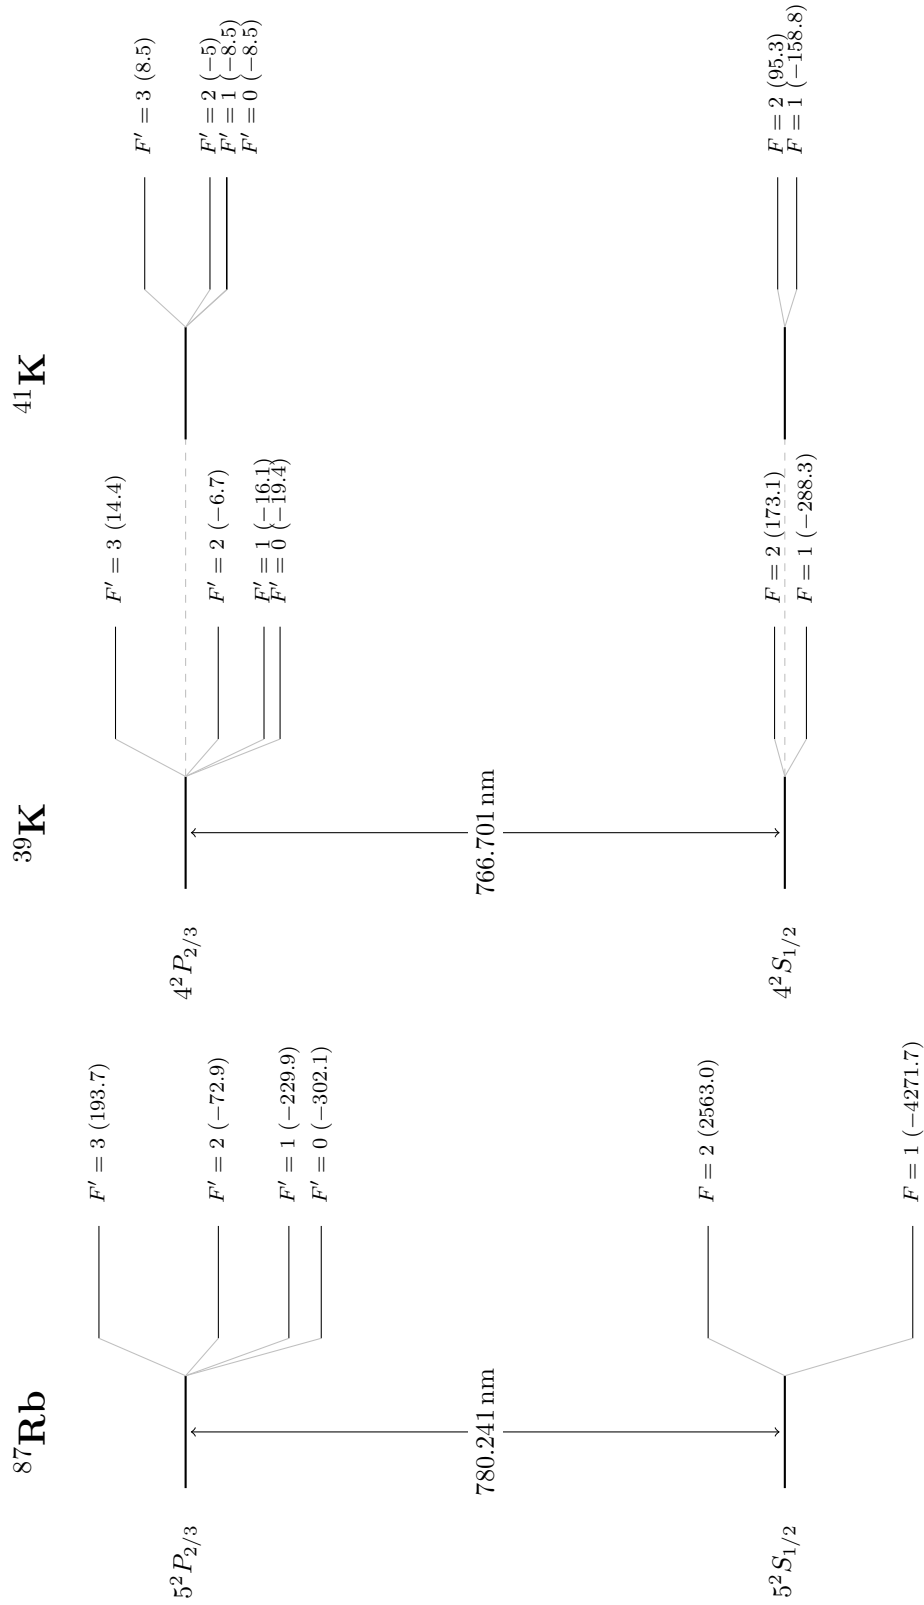 ⁸⁷Rb
³⁹K
⁴¹K
5²P₂/₃
F′ = 3 (193.7)
F′ = 2 (−72.9)
F′ = 1 (−229.9)
F′ = 0 (−302.1)
780.241 nm
5²S₁/₂
F = 2 (2563.0)
F = 1 (−4271.7)
4²P₂/₃
F′ = 3 (14.4)
F′ = 2 (−6.7)
F′ = 1 (−16.1)
F′ = 0 (−19.4)
766.701 nm
4²S₁/₂
F = 2 (173.1)
F = 1 (−288.3)
F′ = 3 (8.5)
F′ = 2 (−5)
F′ = 1 (−8.5)
F′ = 0 (−8.5)
F = 2 (95.3)
F = 1 (−158.8)